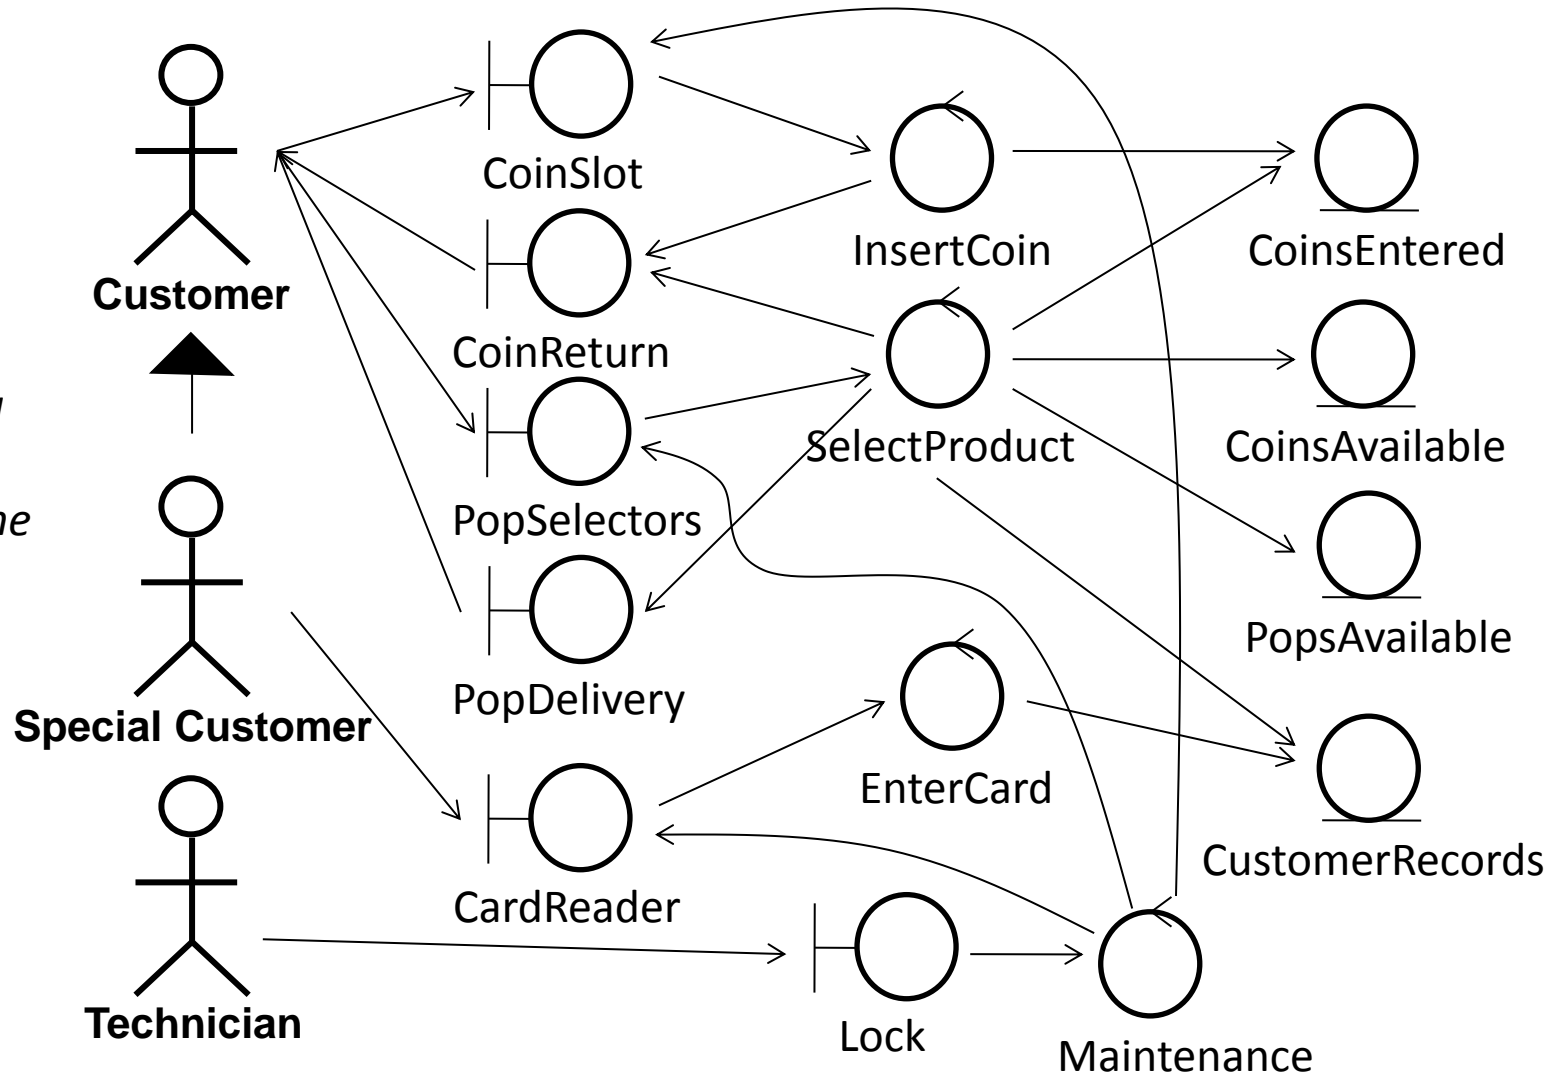 CoinSlot
InsertCoin
CoinsEntered
Customer
CoinReturn
SelectProduct
CoinsAvailable
PopSelectors
PopsAvailable
PopDelivery
Special Customer
EnterCard
CustomerRecords
CardReader
Technician
Lock
Maintenance